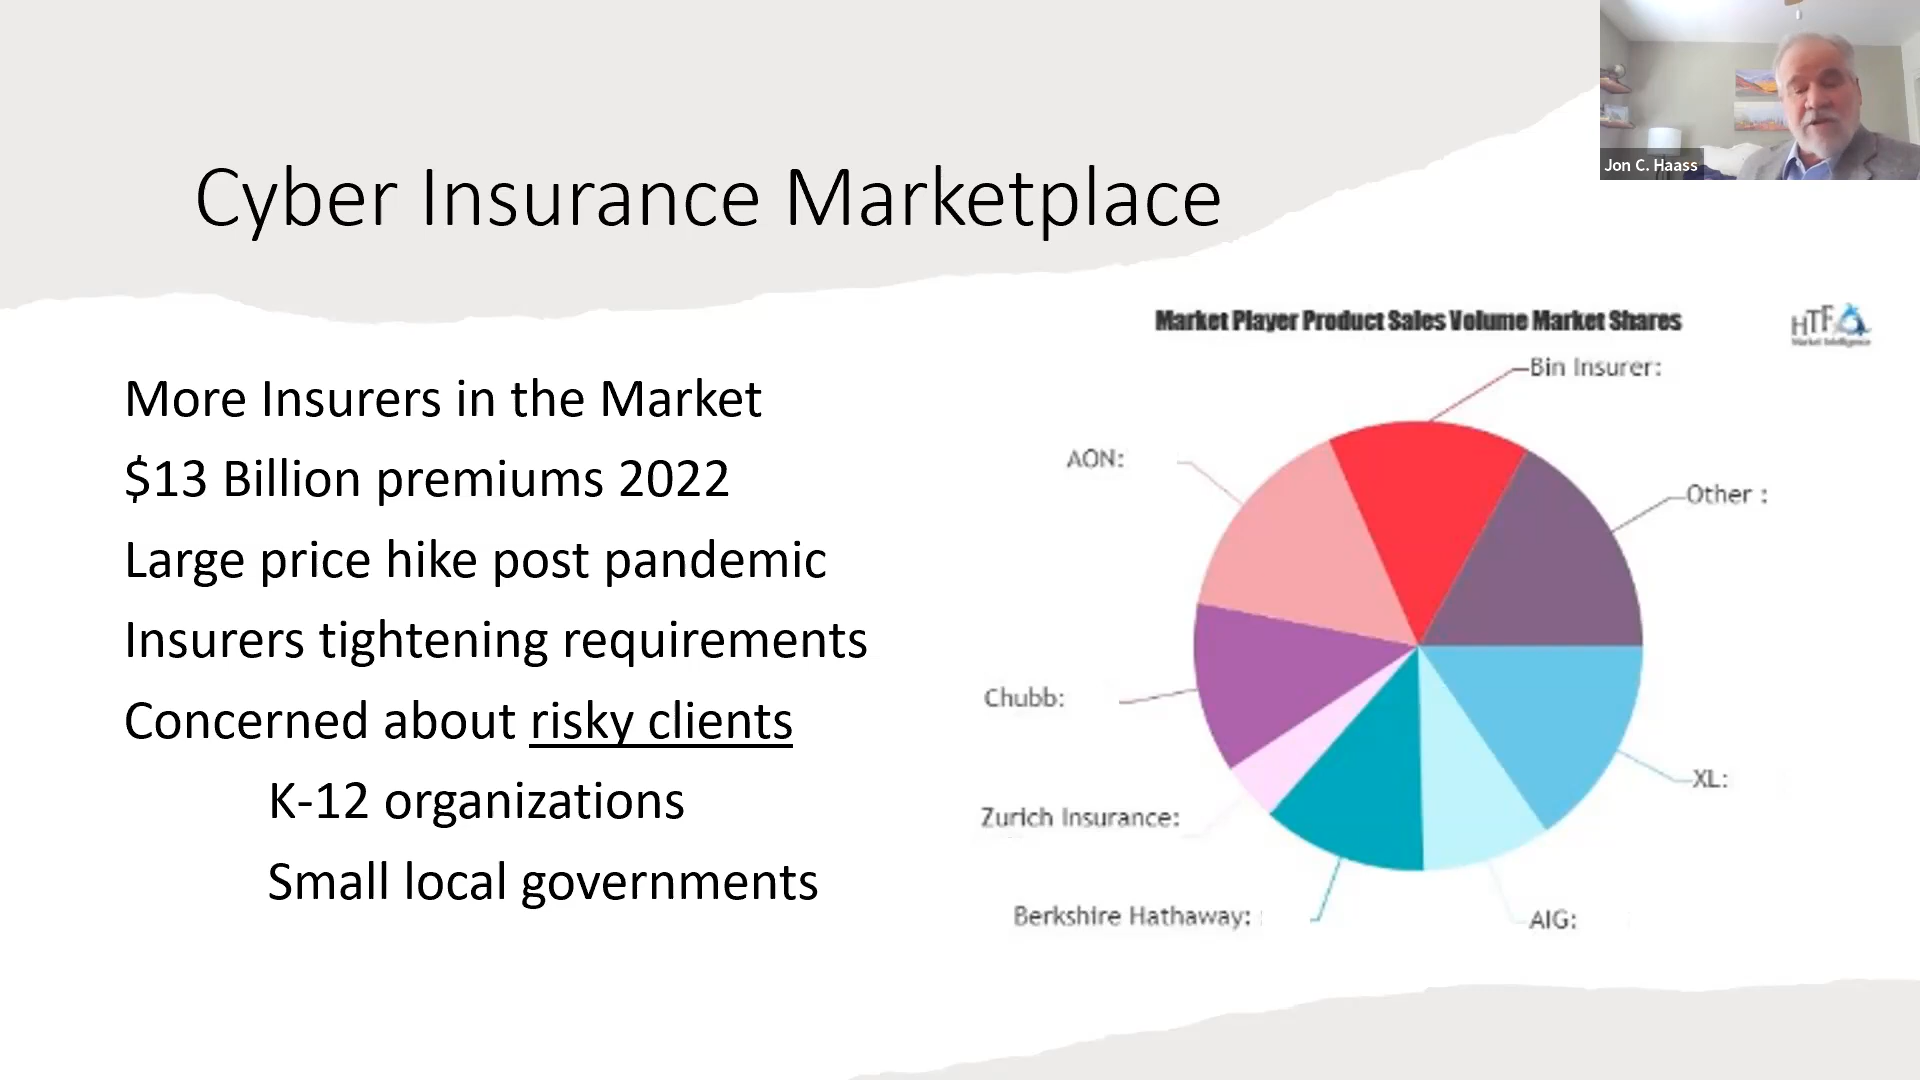 Jon C. Haass
Cyber Insurance Marketplace
More Insurers in the Market
$13 Billion premiums 2022
Large price hike post pandemic
Insurers tightening requirements
Concerned about risky clients
K-12 organizations
Small local governments
Market Player Product Sales Volume Market Shares
HTF
Market Intelligence
Bin Insurer:
AON:
Other :
Chubb:
XL:
Zurich Insurance:
Berkshire Hathaway:
AIG: